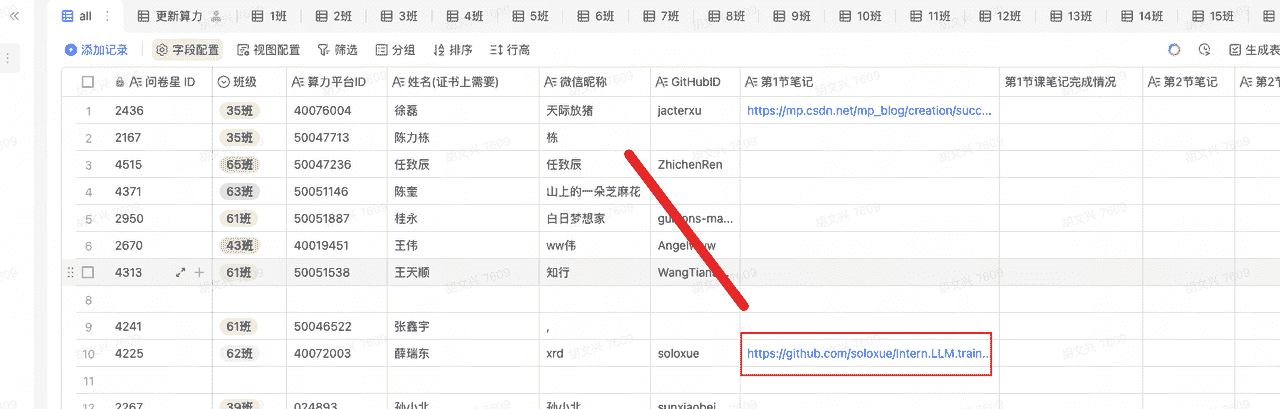 all 更新算力 1班 2班 3班 4班 5班 6班 7班 8班 9班 10班 11班 12班 13班 14班 15班
添加记录 字段配置 视图配置 筛选 分组 排序 行高 生成表
问卷星 ID 班级 算力平台ID 姓名(证书上需要) 微信昵称 GitHubID 第1节笔记 第1节课笔记完成情况 第2节笔记 第2
1 2436 35班 40076004 徐磊 天际放猪 jacterxu https://mp.csdn.net/mp_blog/creation/succ...
2 2167 35班 50047713 陈力栋 栋
3 4515 65班 50047236 任致辰 任致辰 ZhichenRen
4 4371 63班 50051146 陈奎 山上的一朵芝麻花
5 2950 61班 50051887 桂永 白日梦想家
6 2670 43班 40019451 王伟 ww伟
7609
4313 61班 50051538 王天顺 知行
胡文兴 7609
8
9 4241 61班 50046522 张鑫宇 ,
10 4225 62班 40072003 薛瑞东 xrd soloxue https://github.com/soloxue/Intern.LLM.train...
11
12 2267 39班 024893 孙小北 孙小北 sunxiaobei